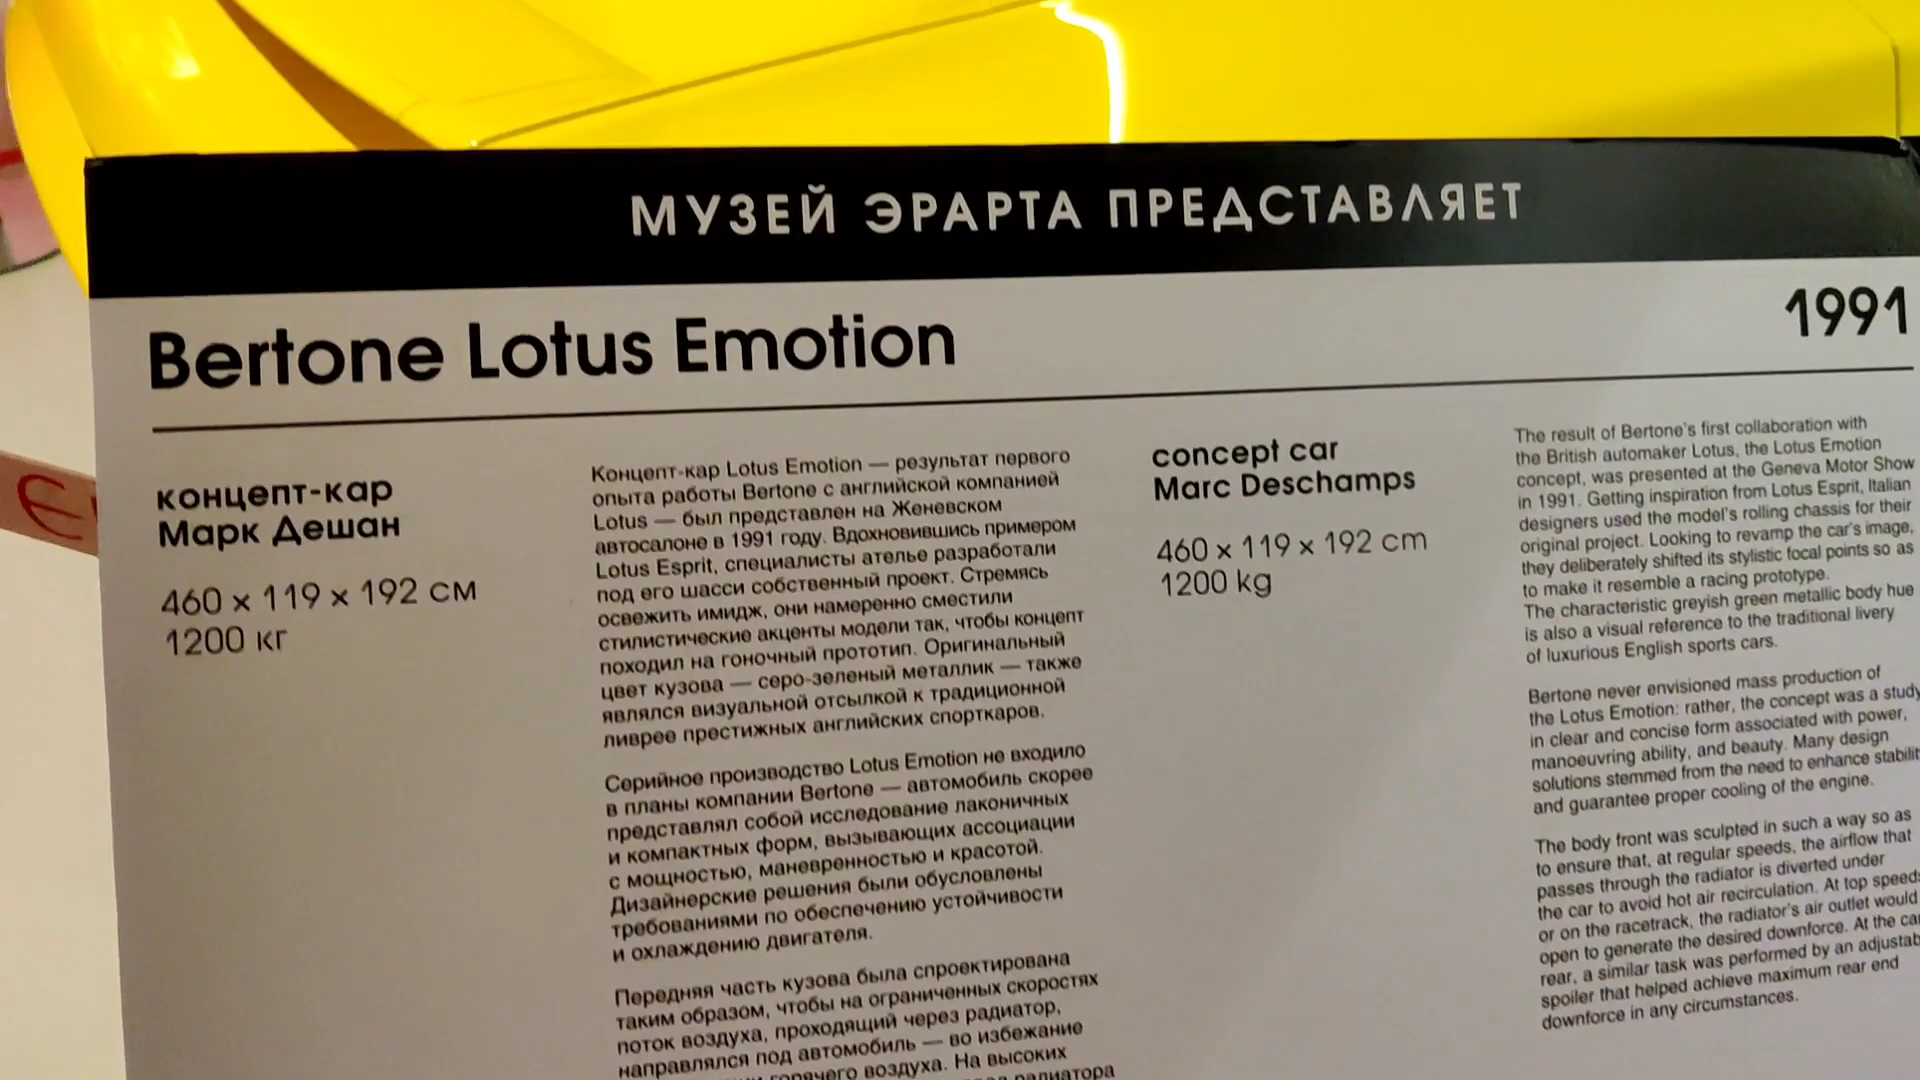 МУЗЕЙ ЭРАРТА ПРЕДСТАВЛЯЕТ
Bertone Lotus Emotion
1991
концепт-кар
Марк Дешан
460 x 119 x 192 см
1200 кг
Концепт-кар Lotus Emotion — результат первого
опыта работы Bertone с английской компанией
Lotus — был представлен на Женевском
автосалоне в 1991 году. Вдохновившись примером
Lotus Esprit, специалисты ателье разработали
под его шасси собственный проект. Стремясь
освежить имидж, они намеренно сместили
стилистические акценты модели так, чтобы концепт
походил на гоночный прототип. Оригинальный
цвет кузова — серо-зеленый металлик — также
являлся визуальной отсылкой к традиционной
ливрее престижных английских спорткаров.
Серийное производство Lotus Emotion не входило
в планы компании Bertone — автомобиль скорее
представлял собой исследование лаконичных
и компактных форм, вызывающих ассоциации
с мощностью, маневренностью и красотой.
Дизайнерские решения были обусловлены
требованиями по обеспечению устойчивости
и охлаждению двигателя.
Передняя часть кузова была спроектирована
таким образом, чтобы на ограниченных скоростях
поток воздуха, проходящий через радиатор,
направлялся под автомобиль — во избежание
горячего воздуха. На высоких
радиатора
concept car
Marc Deschamps
460 x 119 x 192 cm
1200 kg
The result of Bertone's first collaboration with
the British automaker Lotus, the Lotus Emotion
concept, was presented at the Geneva Motor Show
in 1991. Getting inspiration from Lotus Esprit, Italian
designers used the model's rolling chassis for their
original project. Looking to revamp the car's image,
they deliberately shifted its stylistic focal points so as
to make it resemble a racing prototype.
The characteristic greyish green metallic body hue
is also a visual reference to the traditional livery
of luxurious English sports cars.
Bertone never envisioned mass production of
the Lotus Emotion: rather, the concept was a study
in clear and concise form associated with power,
manoeuvring ability, and beauty. Many design
solutions stemmed from the need to enhance stabilit
and guarantee proper cooling of the engine.
The body front was sculpted in such a way so as
to ensure that, at regular speeds, the airflow that
passes through the radiator is diverted under
the car to avoid hot air recirculation. At top speeds
or on the racetrack, the radiator's air outlet would
open to generate the desired downforce. At the car
rear, a similar task was performed by an adjustab
spoiler that helped achieve maximum rear end
downforce in any circumstances.